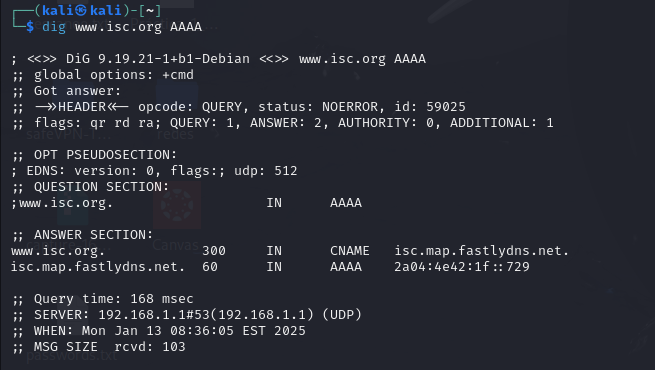 ┌──(kali㉿kali)-[~]
└─$ dig www.isc.org AAAA

; <<>> DiG 9.19.21-1+b1-Debian <<>> www.isc.org AAAA
;; global options: +cmd
;; Got answer:
;; ->>HEADER<<- opcode: QUERY, status: NOERROR, id: 59025
;; flags: qr rd ra; QUERY: 1, ANSWER: 2, AUTHORITY: 0, ADDITIONAL: 1

;; OPT PSEUDOSECTION:
; EDNS: version: 0, flags:; udp: 512
;; QUESTION SECTION:
;www.isc.org. IN AAAA

;; ANSWER SECTION:
www.isc.org. 300 IN CNAME isc.map.fastlydns.net.
isc.map.fastlydns.net. 60 IN AAAA 2a04:4e42:1f::729

;; Query time: 168 msec
;; SERVER: 192.168.1.1#53(192.168.1.1) (UDP)
;; WHEN: Mon Jan 13 08:36:05 EST 2025
;; MSG SIZE rcvd: 103
Canvas
passwords.txt